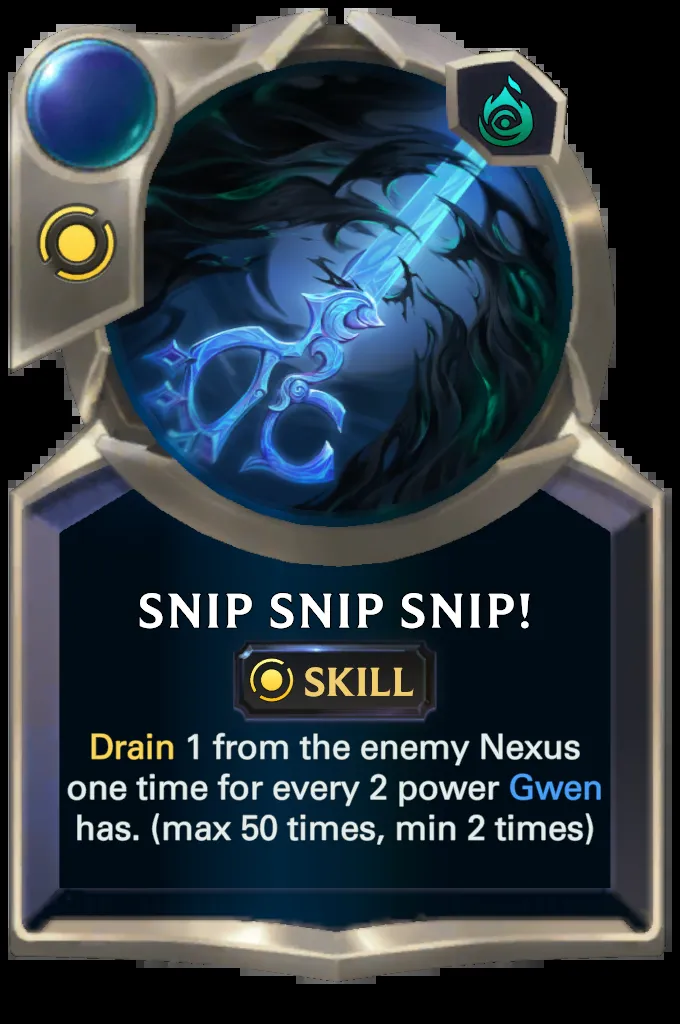 SNIP SNIP SNIP!
SKILL
Drain 1 from the enemy Nexus
one time for every 2 power Gwen
has. (max 50 times, min 2 times)